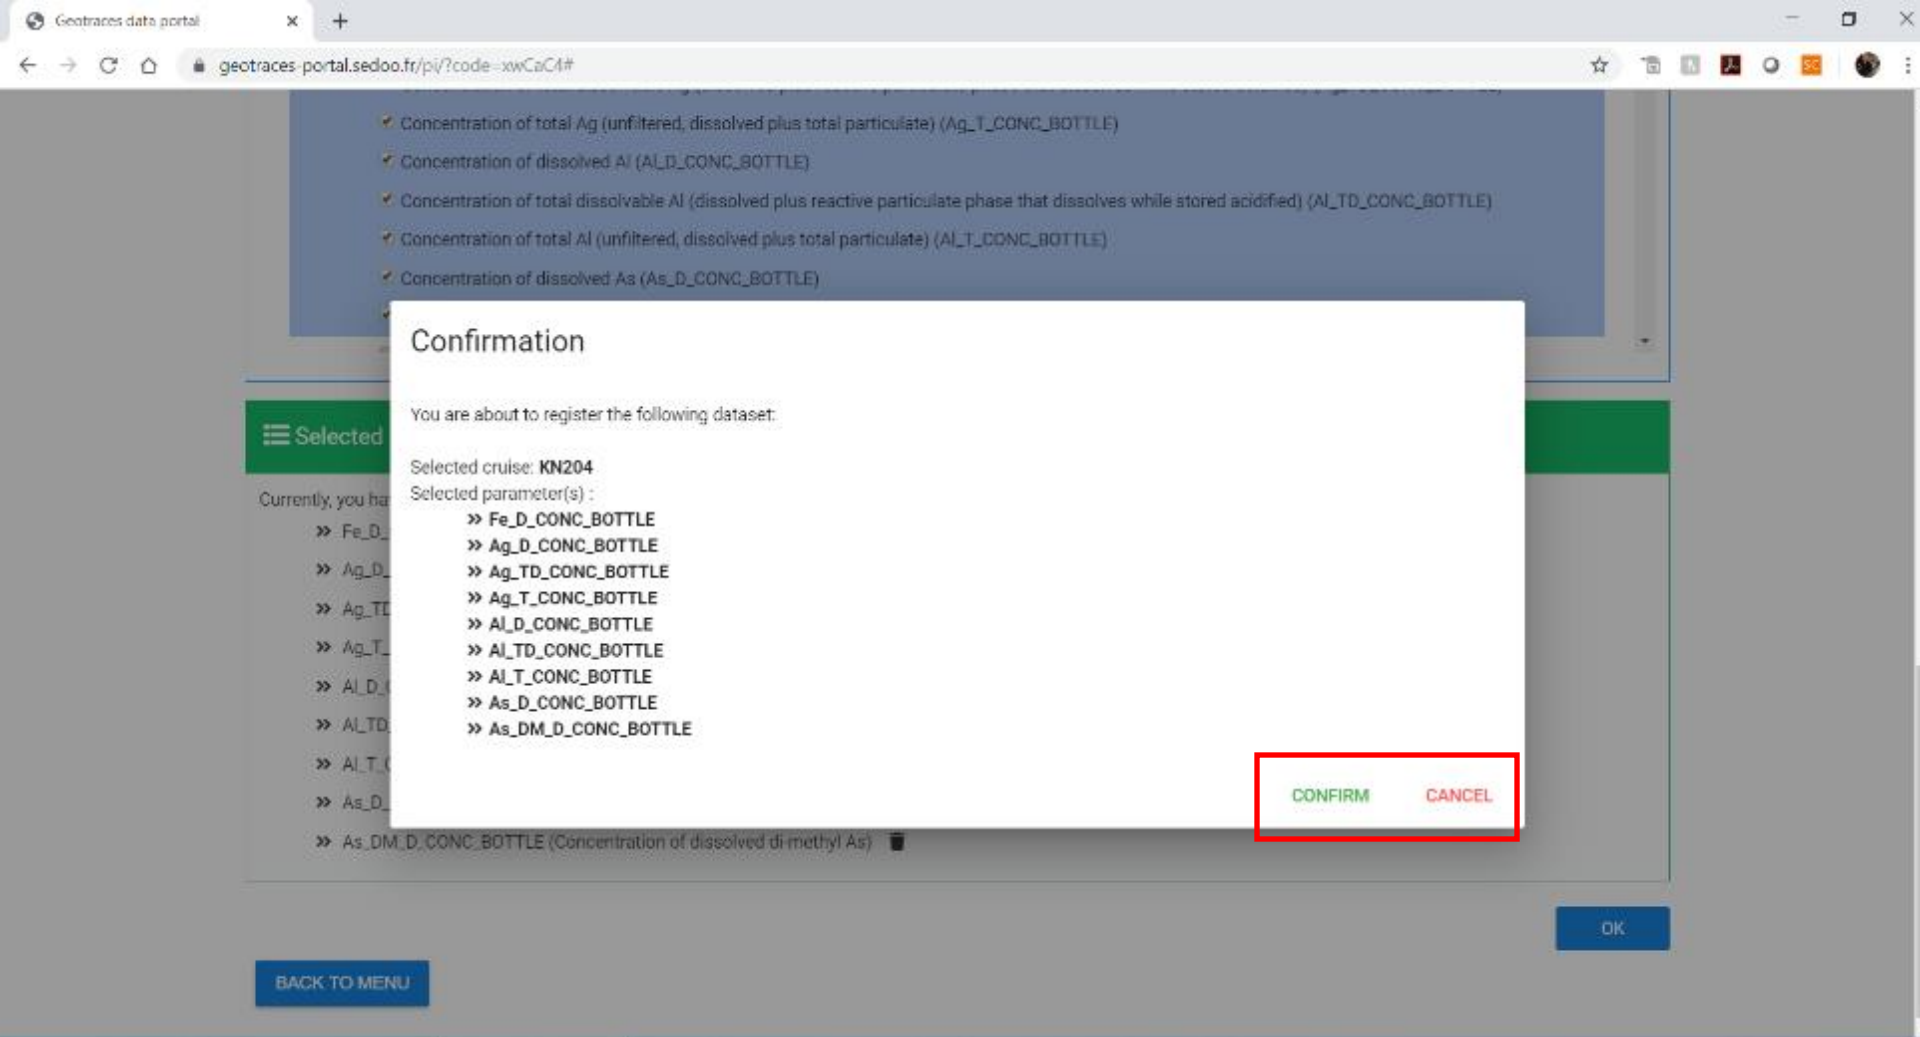 Geotraces data portal
geotraces-portal.sedoo.fr/pi/?code=xwCaC4#
Concentration of total Ag (unfiltered, dissolved plus total particulate) (Ag_T_CONC_BOTTLE)
Concentration of dissolved Al (Al_D_CONC_BOTTLE)
Concentration of total dissolvable Al (dissolved plus reactive particulate phase that dissolves while stored acidified) (Al_TD_CONC_BOTTLE)
Concentration of total Al (unfiltered, dissolved plus total particulate) (Al_T_CONC_BOTTLE)
Concentration of dissolved As (As_D_CONC_BOTTLE)
Confirmation
You are about to register the following dataset:
Selected cruise: KN204
Selected parameter(s) :
» Fe_D_CONC_BOTTLE
» Ag_D_CONC_BOTTLE
» Ag_TD_CONC_BOTTLE
» Ag_T_CONC_BOTTLE
» Al_D_CONC_BOTTLE
» Al_TD_CONC_BOTTLE
» Al_T_CONC_BOTTLE
» As_D_CONC_BOTTLE
» As_DM_D_CONC_BOTTLE
CONFIRM CANCEL
Selected
Currently, you ha
» Fe_D_
» Ag_D_
» Ag_TD
» Ag_T_
» Al_D_
» Al_TD
» Al_T_
» As_D_
» As_DM_D_CONC_BOTTLE (Concentration of dissolved di-methyl As)
OK
BACK TO MENU